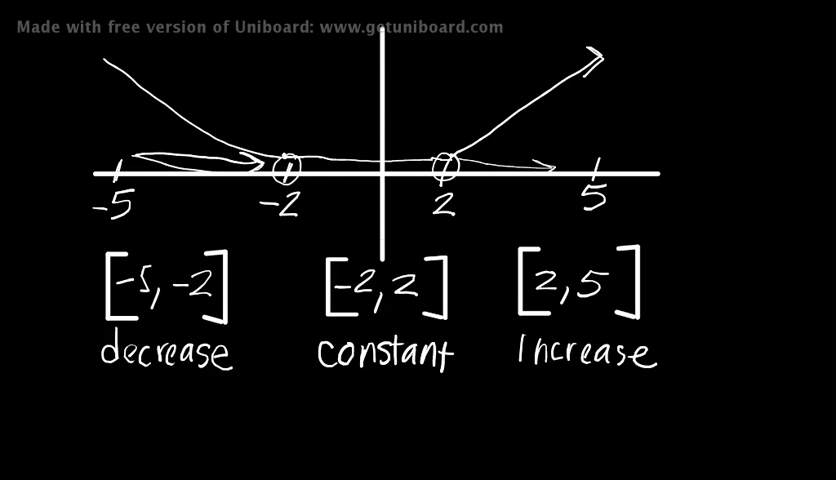 Made with free version of Uniboard: www.getuniboard.com
-5 -2 2 5
[-5, -2] [-2, 2] [2, 5]
decrease constant Increase